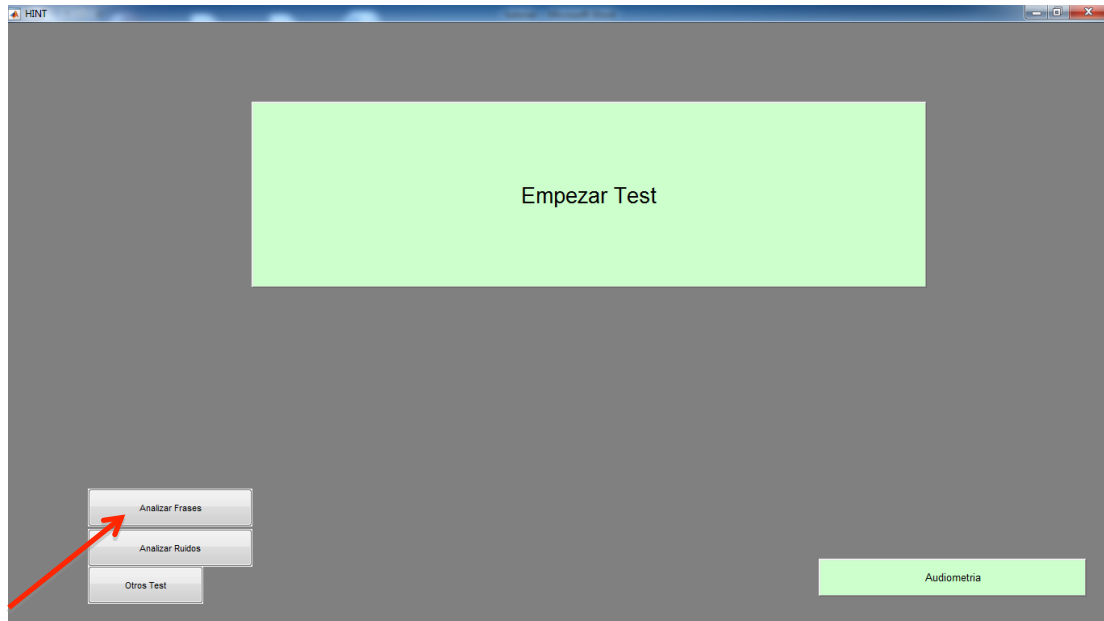 HINT
Empezar Test
Analizar Frases
Analizar Ruidos
Otros Test
Audiometria